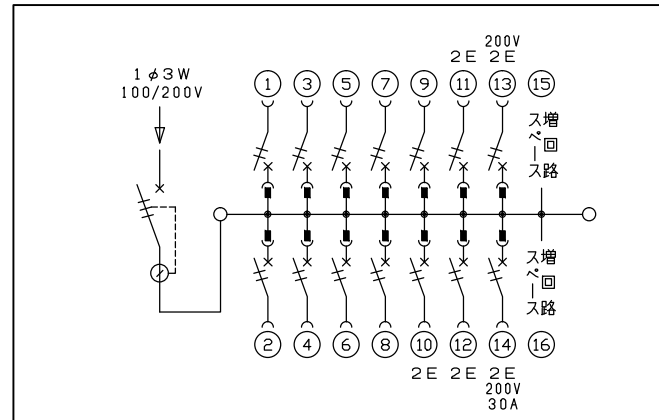 200V
2E 2E
1φ3W
100/200V
① ③ ⑤ ⑦ ⑨ ⑪ ⑬ ⑮
増回路
スペース
増回路
スペース
② ④ ⑥ ⑧ ⑩ ⑫ ⑭ ⑯
2E 2E 2E
200V
30A